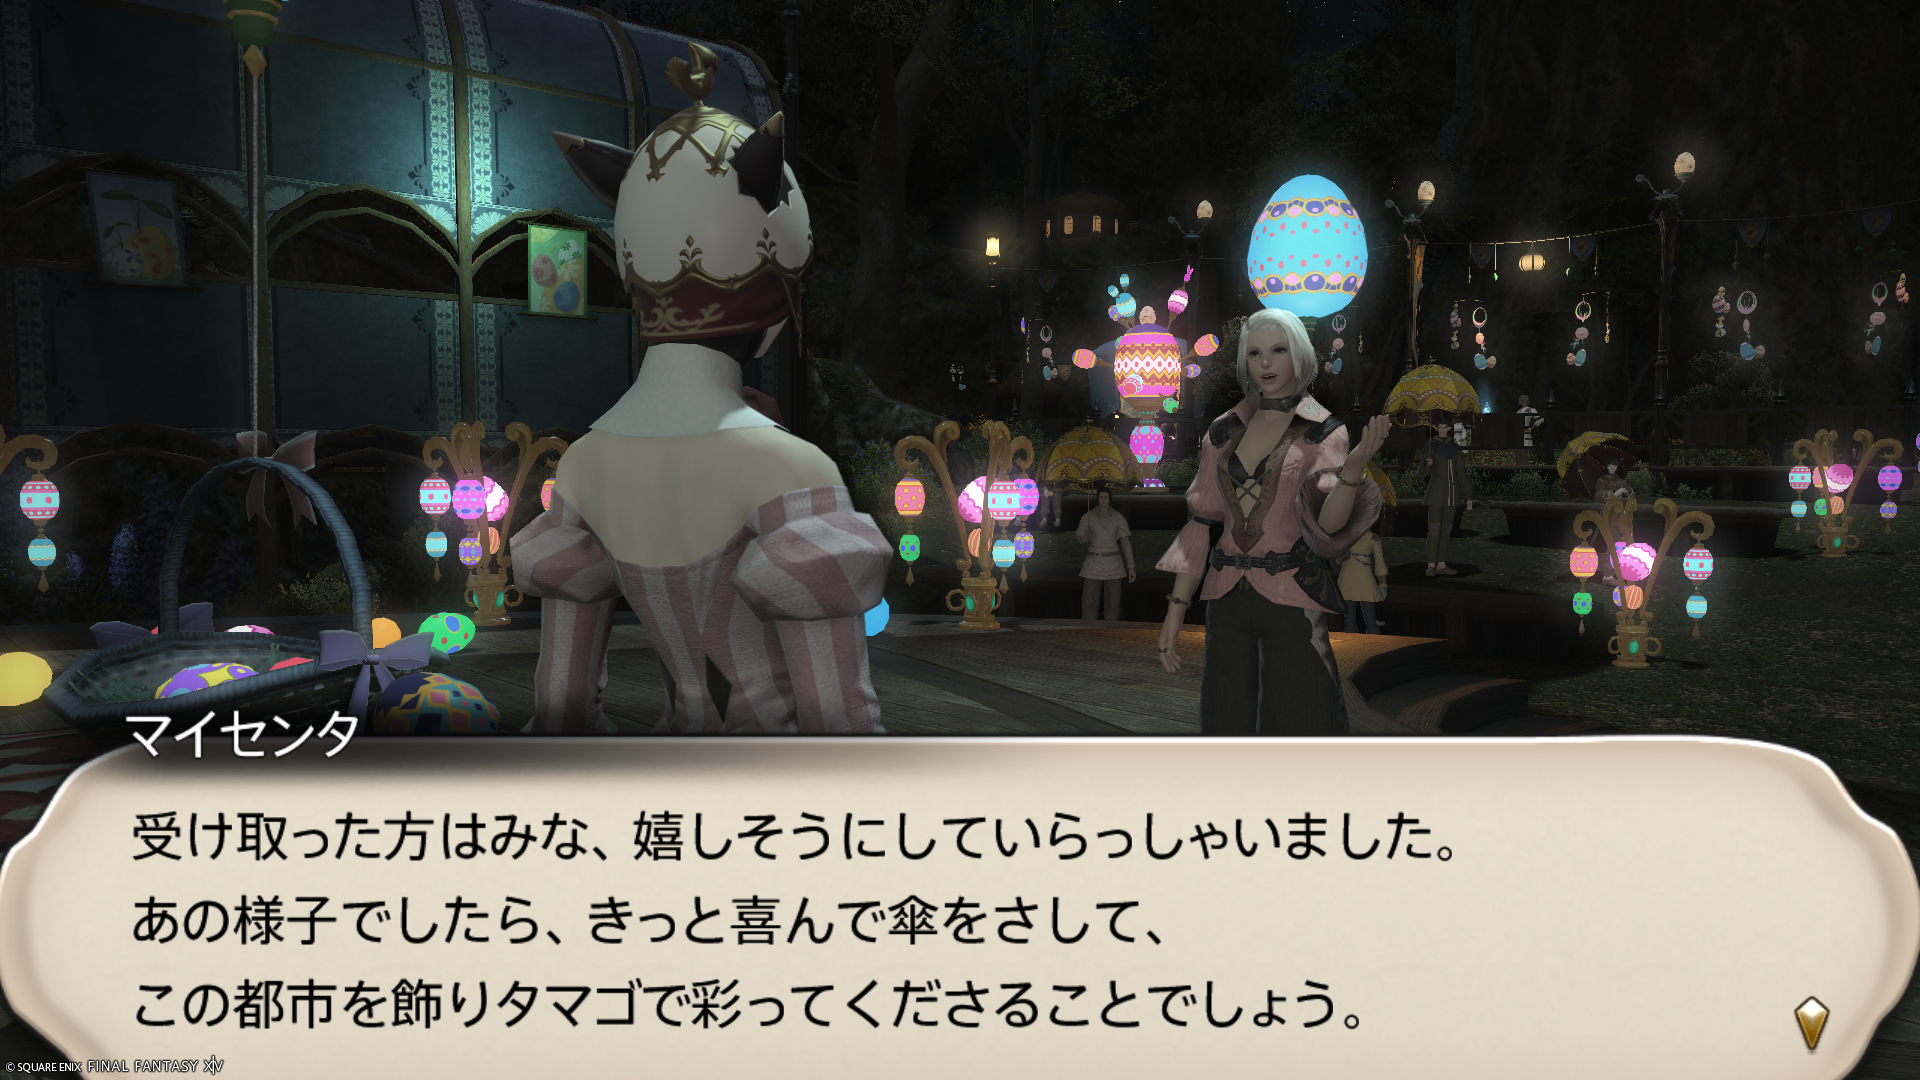 マイセンタ
受け取った方はみな、嬉しそうにしていらっしゃいました。
あの様子でしたら、きっと喜んで傘をさして、
この都市を飾りタマゴで彩ってくださることでしょう。
© SQUARE ENIX FINAL FANTASY XIV